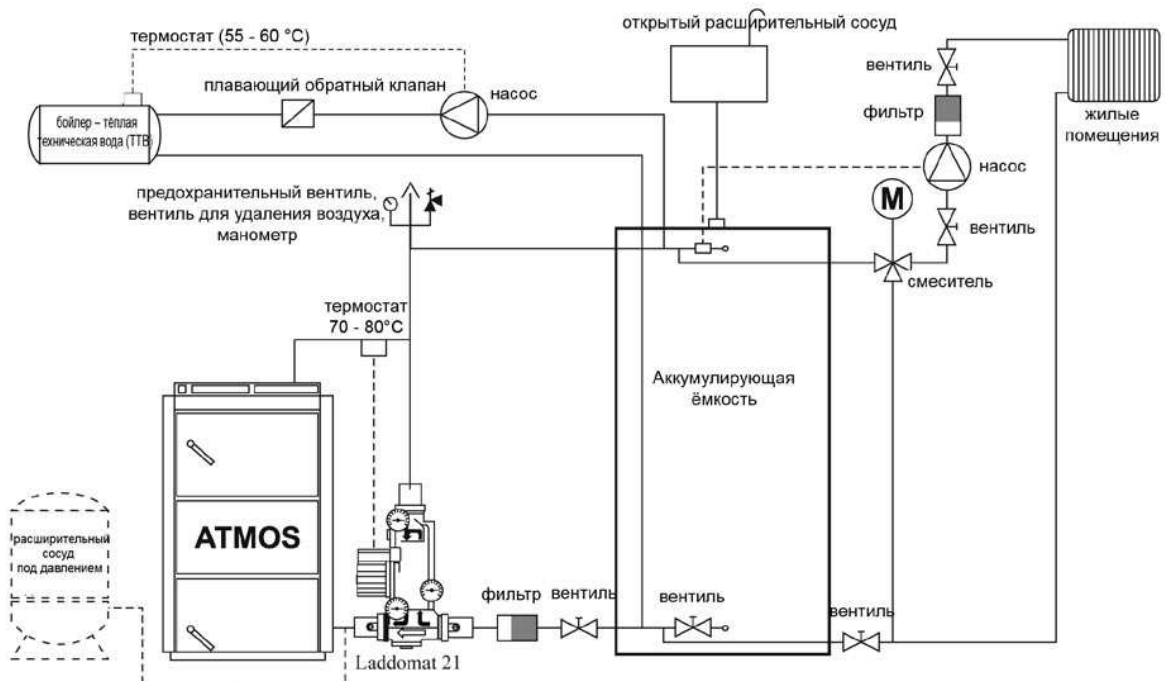 открытый расширительный сосуд
термостат (55 - 60 °C)
плавающий обратный клапан
насос
вентиль
фильтр
жилые
помещения
бойлер – тёплая
техническая вода (ТТВ)
насос
предохранительный вентиль,
вентиль для удаления воздуха,
манометр
M
вентиль
смеситель
термостат
70 - 80°C
Аккумулирующая
ёмкость
ATMOS
расширительный
сосуд
под давлением
фильтр
вентиль
вентиль
вентиль
Laddomat 21